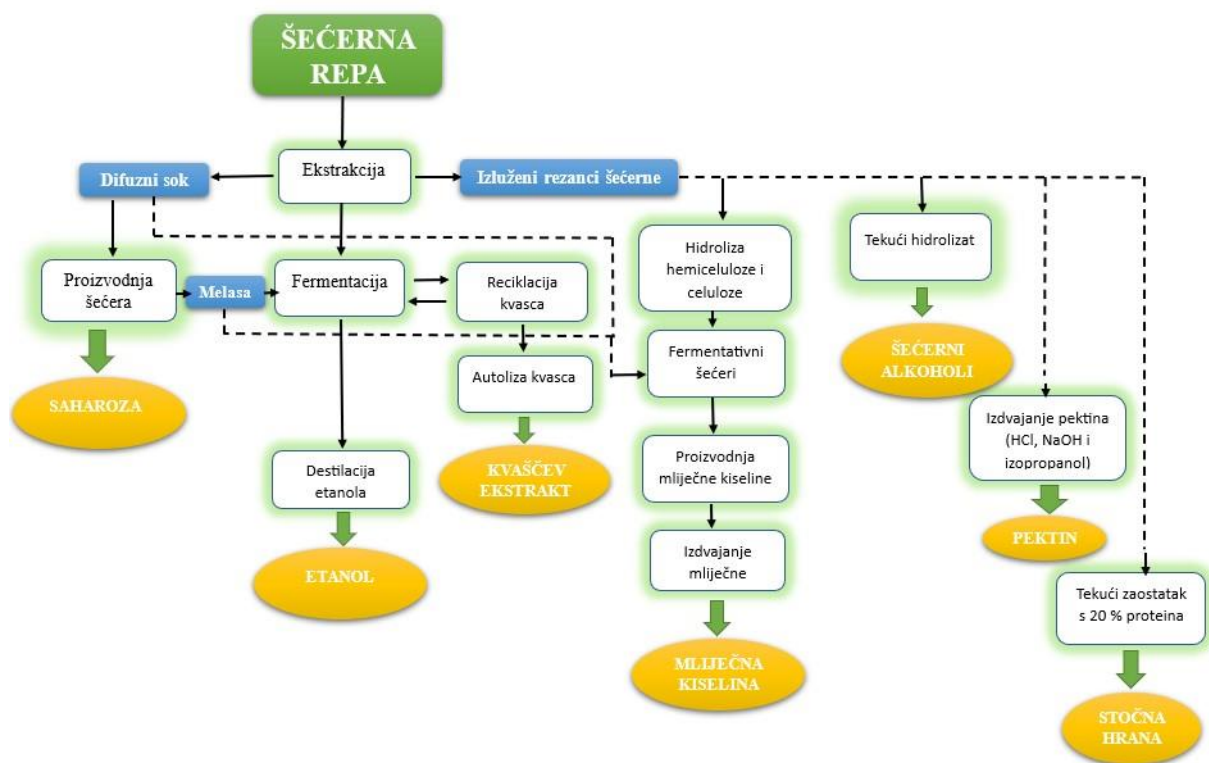 ŠEĆERNA
REPA
Difuzni sok
Ekstrakcija
Izluženi rezanci šećerne
Proizvodnja
šećera
Melasa
Fermentacija
Reciklacija
kvasca
Hidroliza
hemiceluloze i
celuloze
Tekući hidrolizat
SAHAROZA
Autoliza kvasca
Fermentativni
šećeri
ŠEĆERNI
ALKOHOLI
Izdvajanje pektina
(HCl, NaOH i
izopropanol)
Destilacija
etanola
KVAŠČEV
EKSTRAKT
Proizvodnja
mliječne kiseline
PEKTIN
ETANOL
Izdvajanje
mliječne
Tekući zaostatak
s 20 % proteina
MLIJEČNA
KISELINA
STOČNA
HRANA